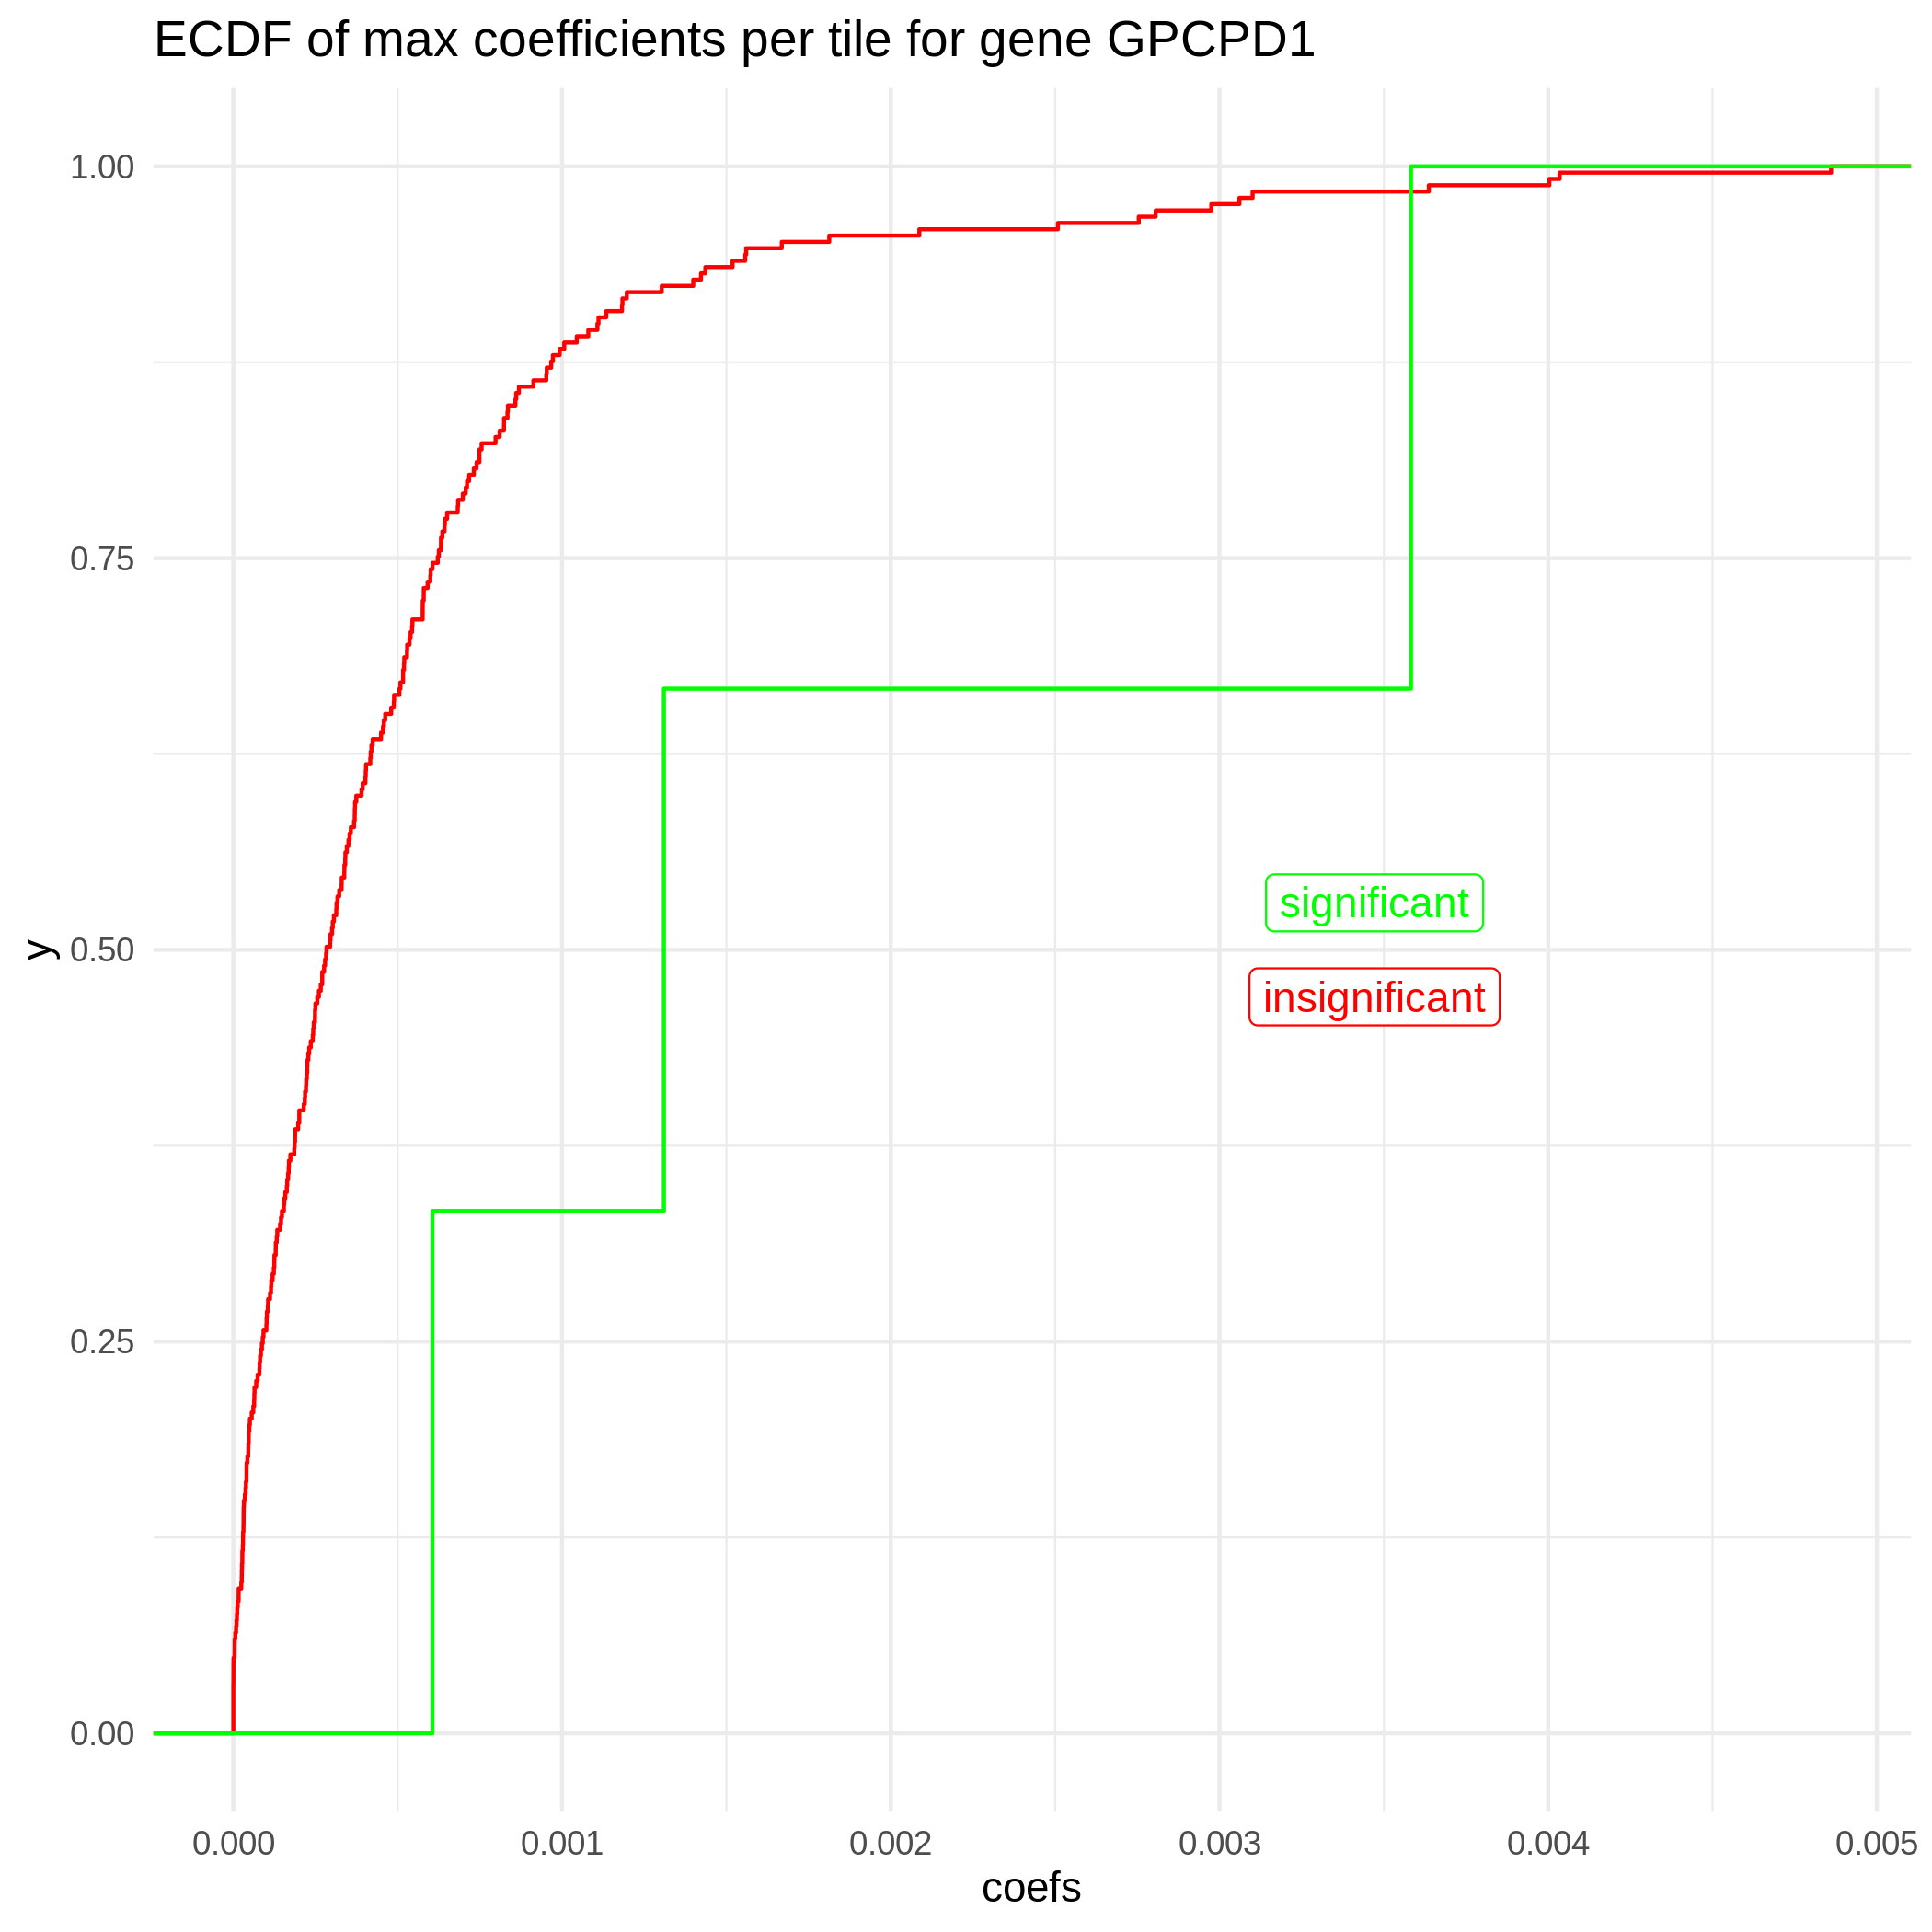 ECDF of max coefficients per tile for gene GPCPD1
1.00
0.75
0.50
0.25
0.00
y
significant
insignificant
0.000 0.001 0.002 0.003 0.004 0.005
coefs